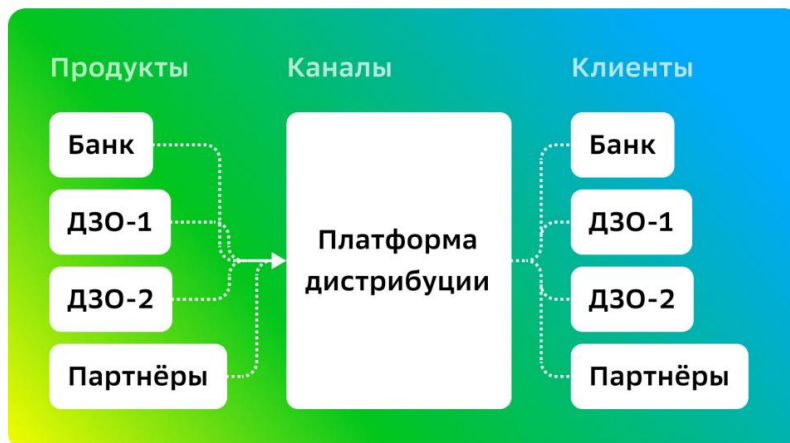 Продукты
Каналы
Клиенты
Банк
ДЗО-1
ДЗО-2
Партнёры
Платформа
дистрибуции
Банк
ДЗО-1
ДЗО-2
Партнёры